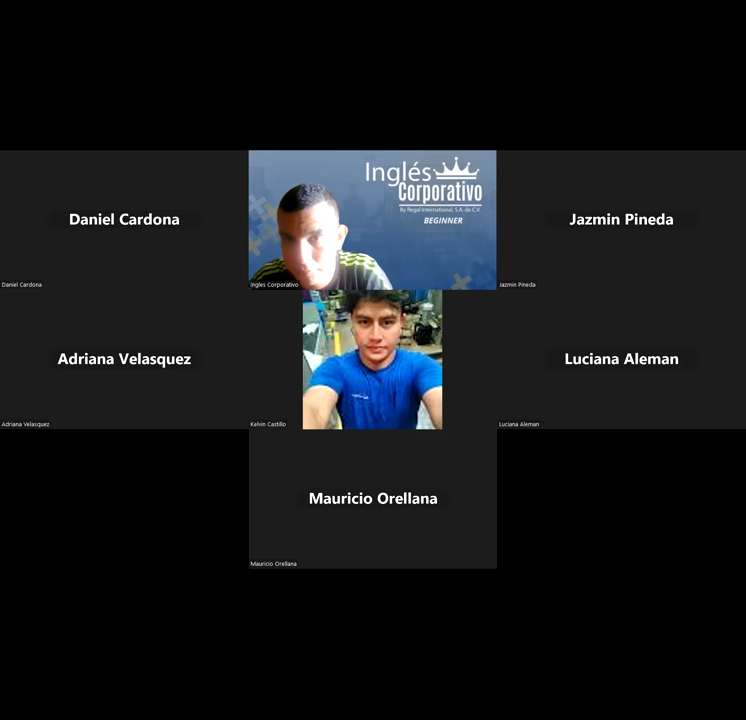 Daniel Cardona
Daniel Cardona
Inglés
Corporativo
By Regal International, S.A. de C.V.
BEGINNER
Ingles Corporativo
Jazmin Pineda
Jazmin Pineda
Adriana Velasquez
Adriana Velasquez
Kelvin Castillo
Luciana Aleman
Luciana Aleman
Mauricio Orellana
Mauricio Orellana